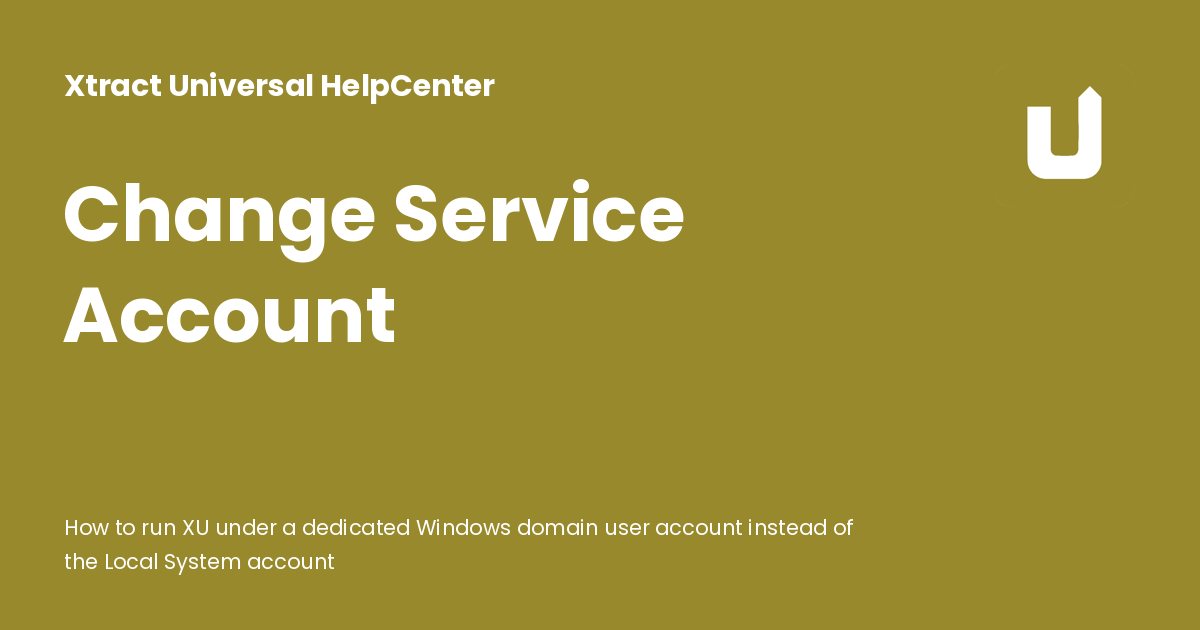 Xtract Universal HelpCenter
Change Service
Account
How to run XU under a dedicated Windows domain user account instead of
the Local System account